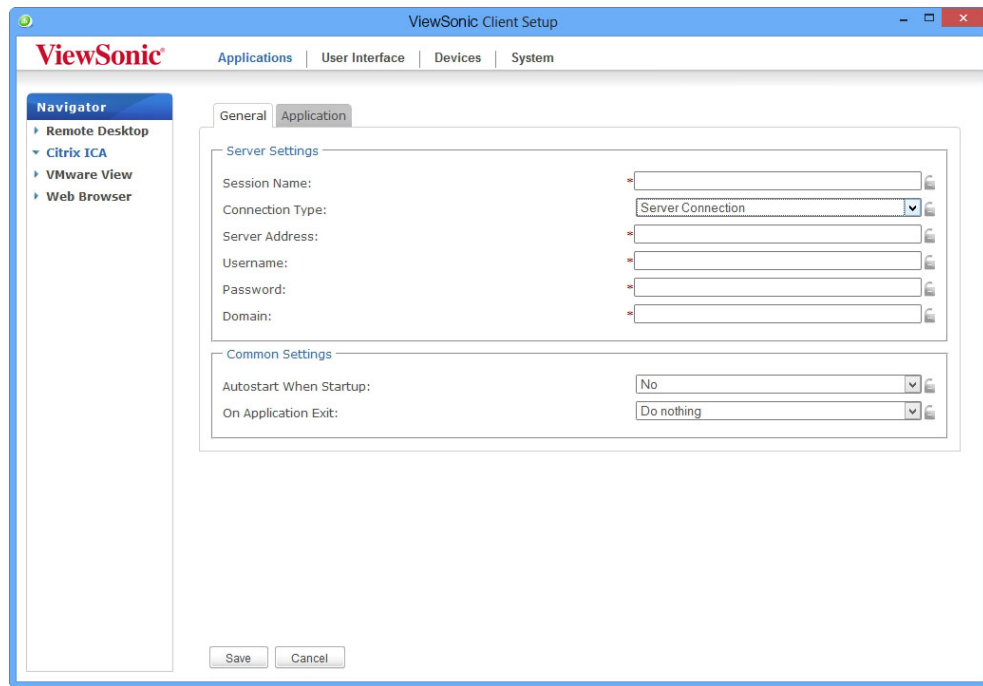 ViewSonic Client Setup
ViewSonic®
Applications | User Interface | Devices | System
Navigator
Remote Desktop
Citrix ICA
VMware View
Web Browser
General Application
Server Settings
Session Name: *
Connection Type: Server Connection
Server Address: *
Username: *
Password: *
Domain: *
Common Settings
Autostart When Startup: No
On Application Exit: Do nothing
Save Cancel